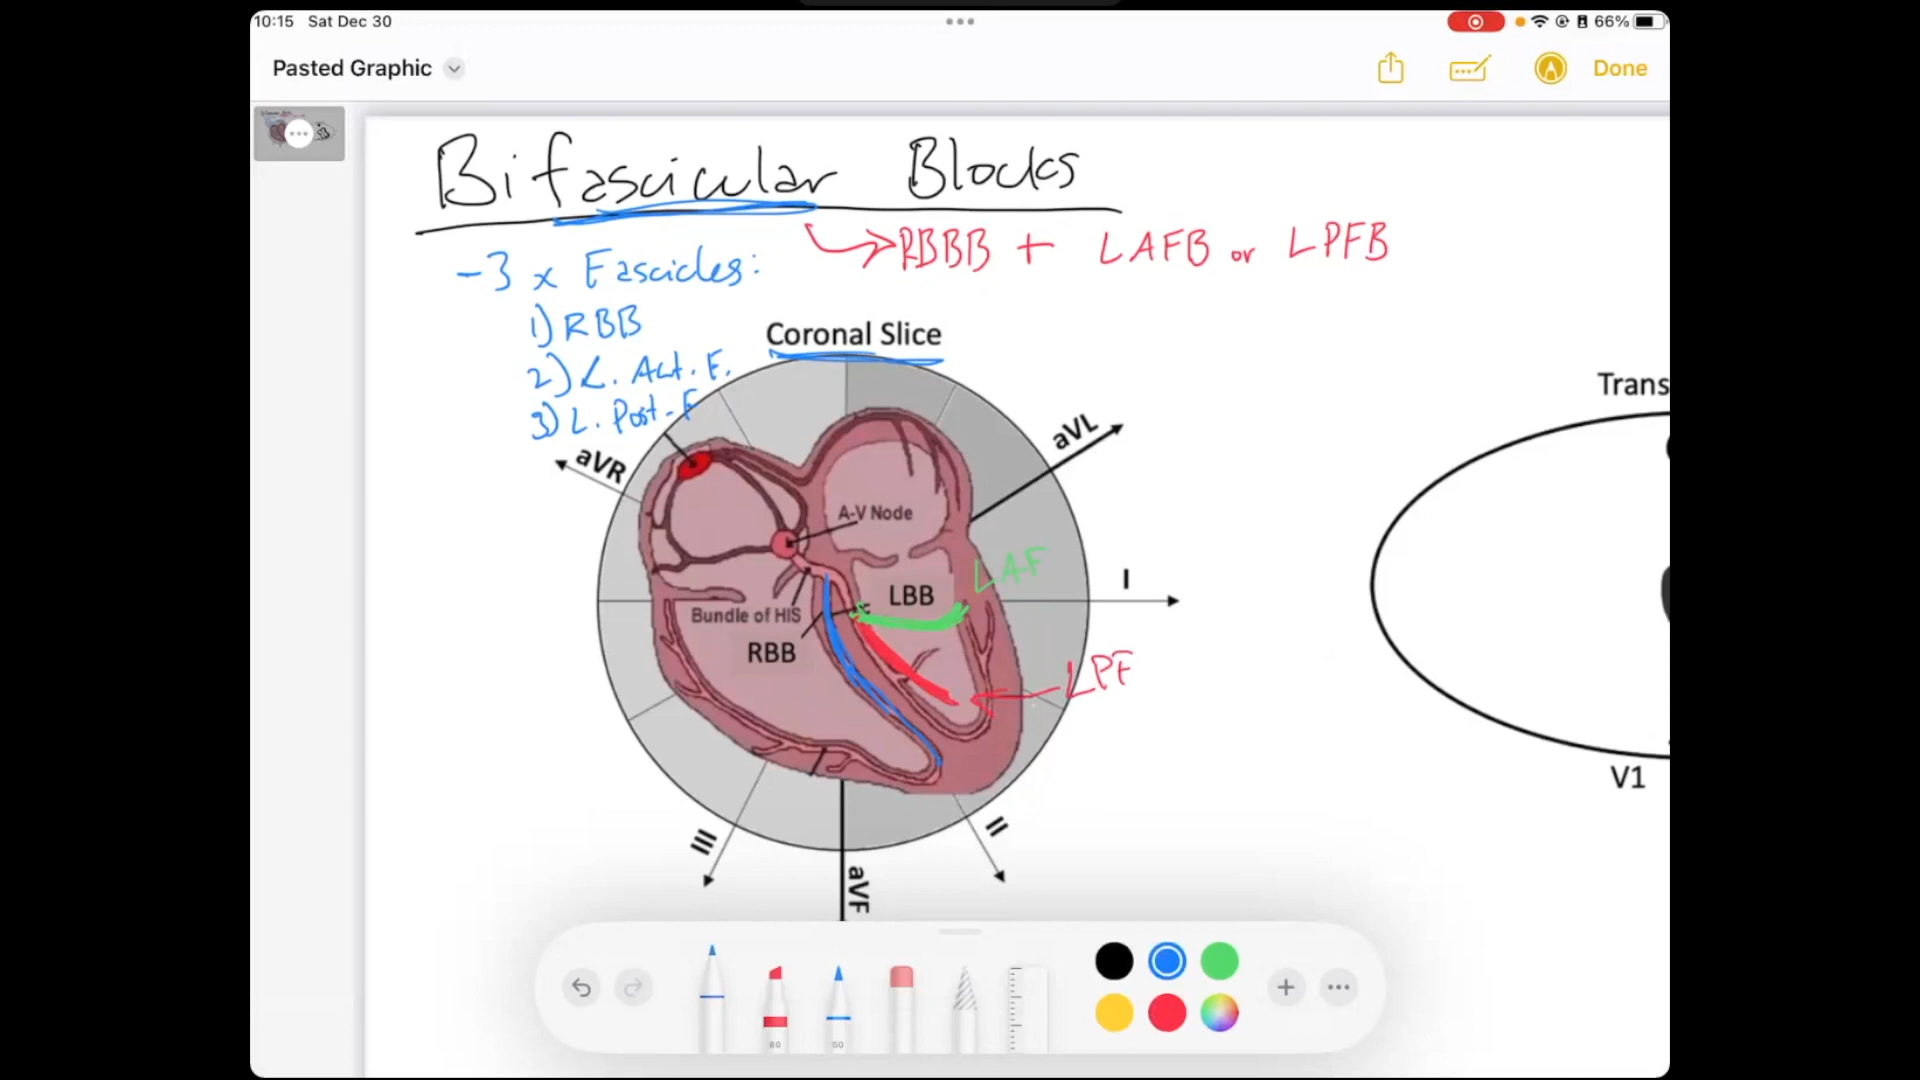 10:15 Sat Dec 30
66%
Pasted Graphic
Done
Bifascicular Blocks
RBBB + LAFB or LPFB
-3 x Fascicles:
1) RBB
2) L. Ant. F.
3) L. Post. F
Coronal Slice
Trans
aVR
aVL
A-V Node
LAF
I
LBB
Bundle of HIS
RBB
LPF
V1
III
II
aVF
80
50